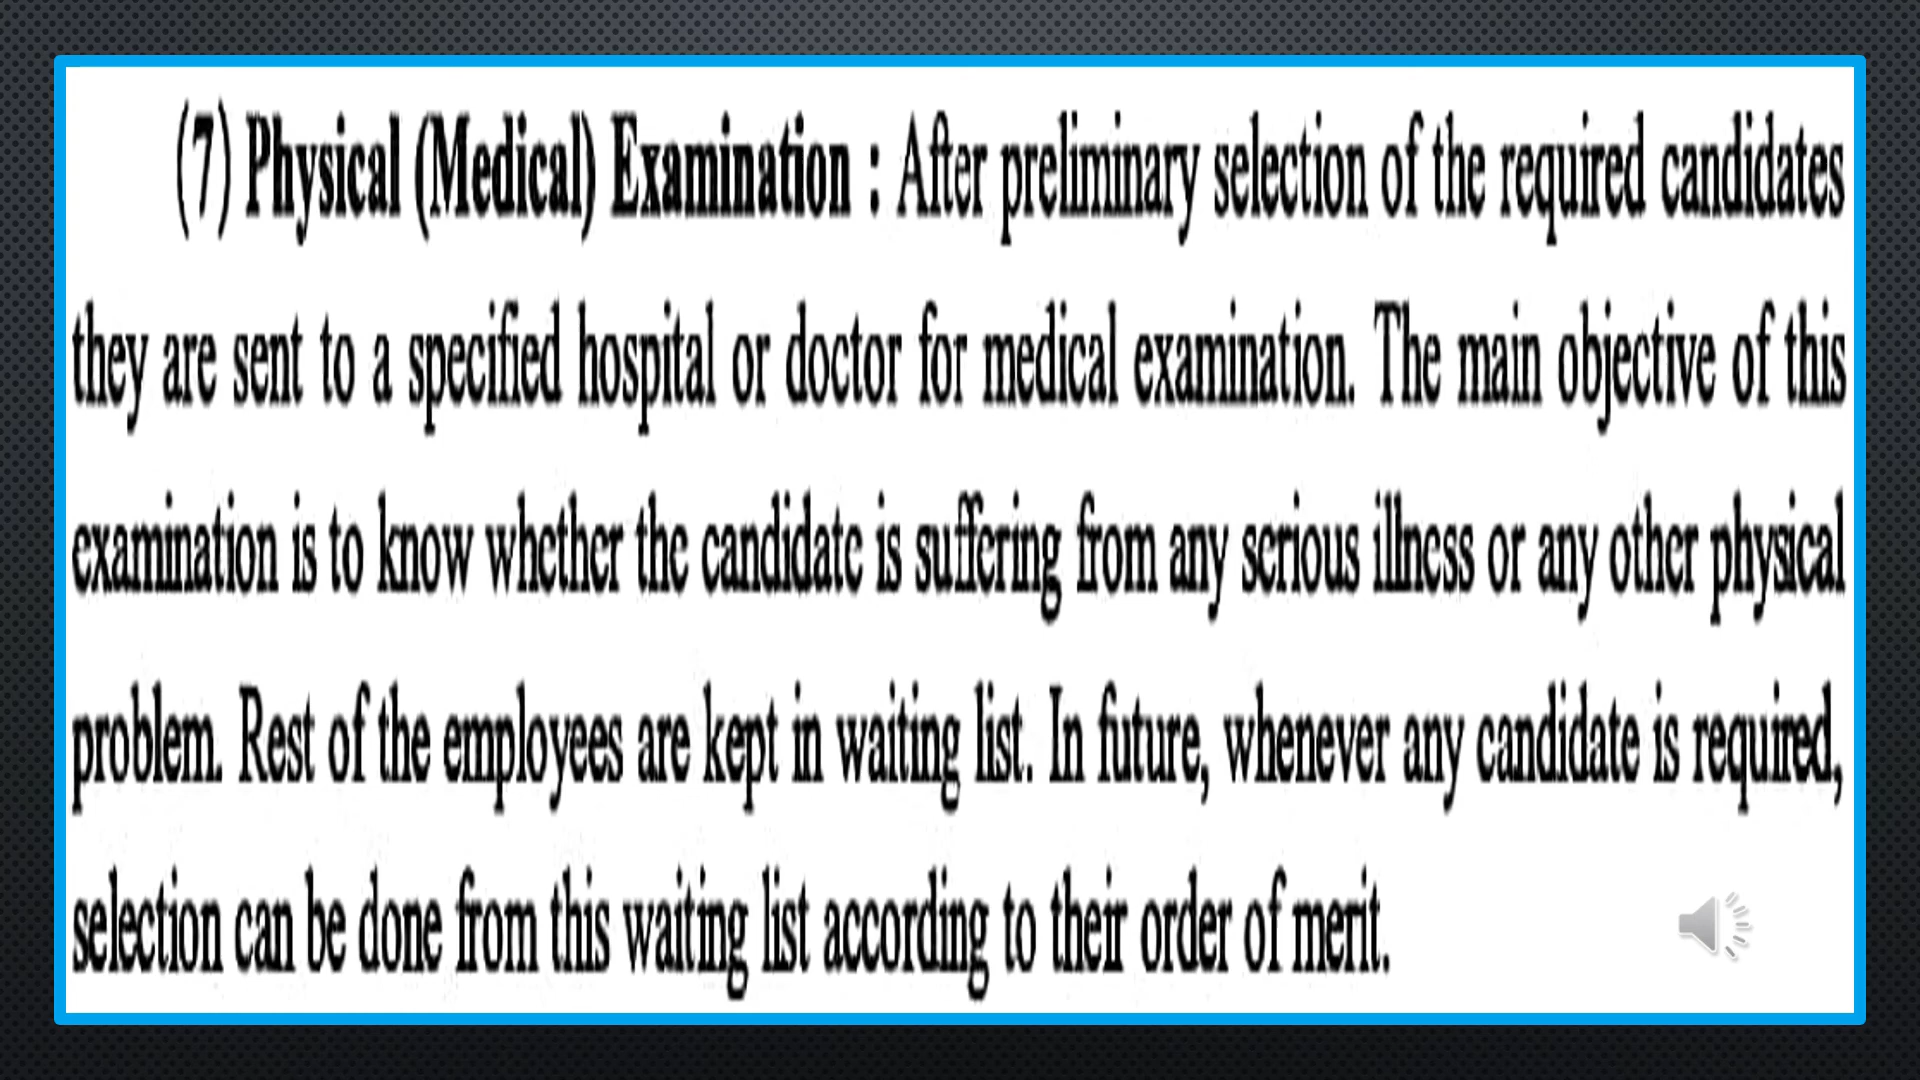 (7) Physical (Medical) Examination : After preliminary selection of the required candidates
they are sent to a specified hospital or doctor for medical examination. The main objective of this
examination is to know whether the candidate is suffering from any serious illness or any other physical
problem. Rest of the employees are kept in waiting list. In future, whenever any candidate is required,
selection can be done from this waiting list according to their order of merit.